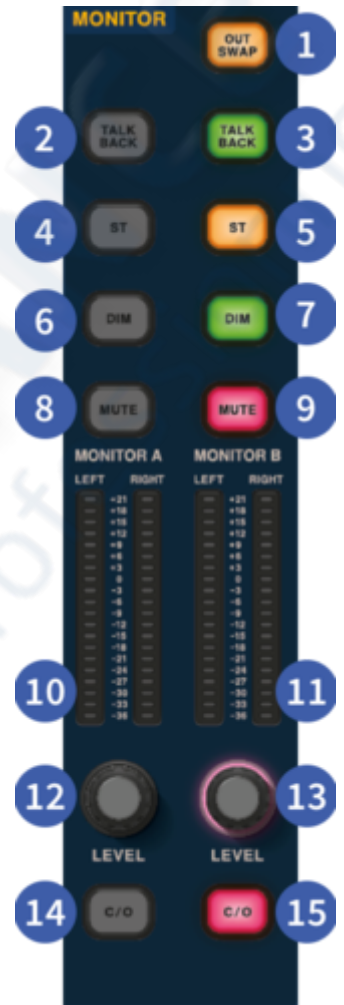 MONITOR
OUT SWAP 1
2 TALK BACK TALK BACK 3
4 ST ST 5
6 DIM DIM 7
8 MUTE MUTE 9
MONITOR A MONITOR B
LEFT RIGHT LEFT RIGHT
+21 +21
+18 +18
+15 +15
+12 +12
+9 +9
+6 +6
+3 +3
0 0
-3 -3
-6 -6
-9 -9
-12 -12
-15 -15
-18 -18
-21 -21
-24 -24
-27 -27
-30 -30
-33 -33
-36 -36
10 11
12 13
LEVEL LEVEL
14 C/O C/O 15